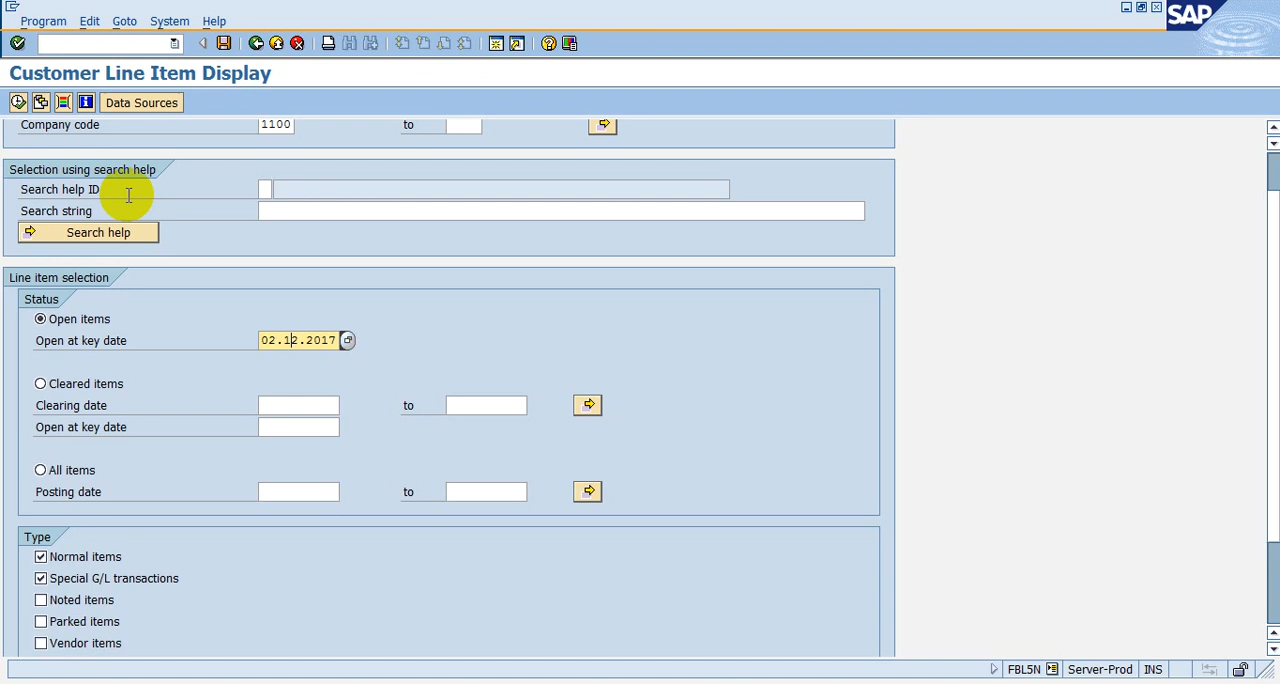 Program Edit Goto System Help
SAP
Customer Line Item Display
Data Sources
Company code 1100 to
Selection using search help
Search help ID
Search string
Search help
Line item selection
Status
Open items
Open at key date 02.12.2017
Cleared items
Clearing date to
Open at key date
All items
Posting date to
Type
Normal items
Special G/L transactions
Noted items
Parked items
Vendor items
FBL5N Server-Prod INS